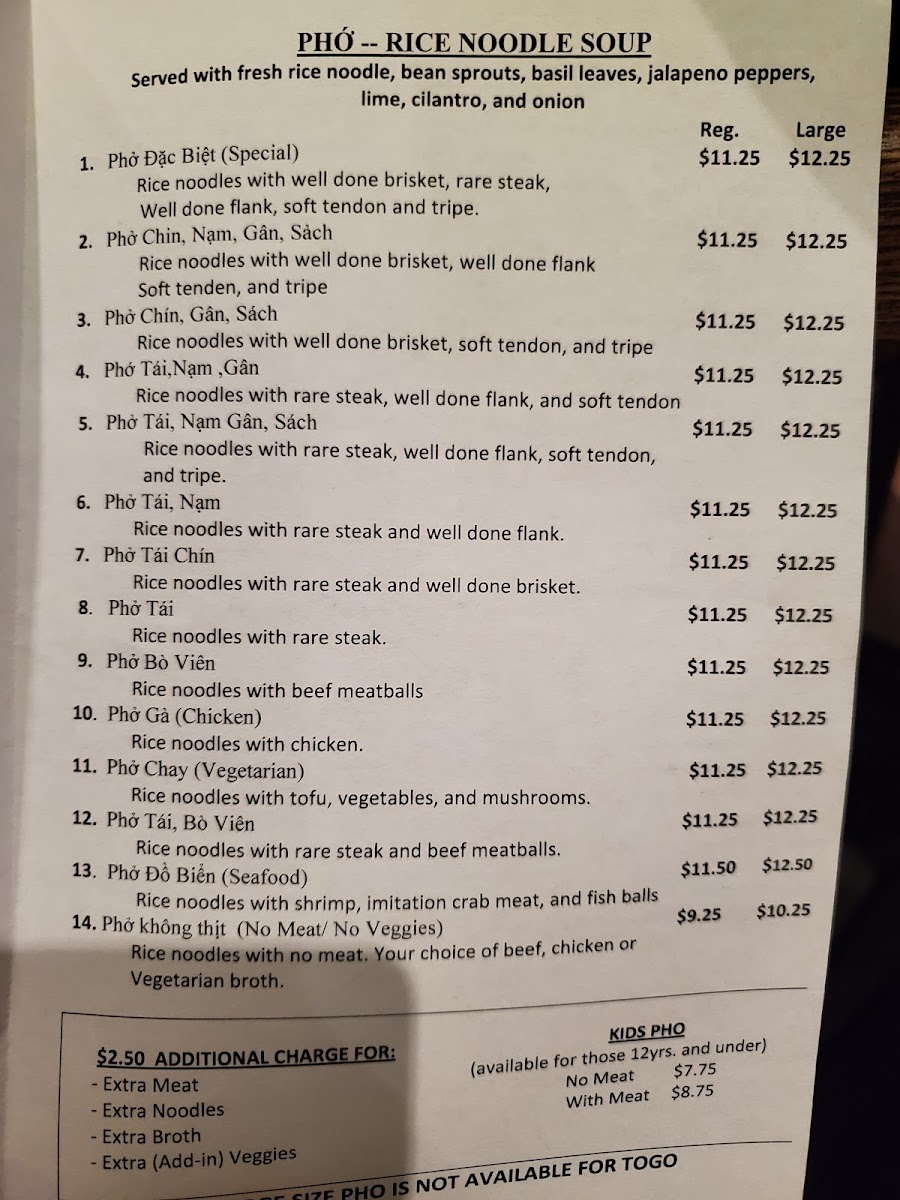 PHỚ -- RICE NOODLE SOUP
Served with fresh rice noodle, bean sprouts, basil leaves, jalapeno peppers,
lime, cilantro, and onion
Reg. Large
1. Phở Đặc Biệt (Special) $11.25 $12.25
Rice noodles with well done brisket, rare steak,
Well done flank, soft tendon and tripe.
2. Phở Chin, Nạm, Gân, Sảch $11.25 $12.25
Rice noodles with well done brisket, well done flank
Soft tenden, and tripe
3. Phở Chín, Gân, Sách $11.25 $12.25
Rice noodles with well done brisket, soft tendon, and tripe
4. Phó Tái,Nạm ,Gân $11.25 $12.25
Rice noodles with rare steak, well done flank, and soft tendon
5. Phở Tái, Nạm Gân, Sách $11.25 $12.25
Rice noodles with rare steak, well done flank, soft tendon,
and tripe.
6. Phở Tái, Nạm $11.25 $12.25
Rice noodles with rare steak and well done flank.
7. Phở Tái Chín $11.25 $12.25
Rice noodles with rare steak and well done brisket.
8. Phở Tái $11.25 $12.25
Rice noodles with rare steak.
9. Phở Bò Viên $11.25 $12.25
Rice noodles with beef meatballs
10. Phở Gà (Chicken) $11.25 $12.25
Rice noodles with chicken.
11. Phở Chay (Vegetarian) $11.25 $12.25
Rice noodles with tofu, vegetables, and mushrooms.
12. Phở Tái, Bò Viên $11.25 $12.25
Rice noodles with rare steak and beef meatballs.
13. Phở Đồ Biển (Seafood) $11.50 $12.50
Rice noodles with shrimp, imitation crab meat, and fish balls
14. Phở không thịt (No Meat/ No Veggies) $9.25 $10.25
Rice noodles with no meat. Your choice of beef, chicken or
Vegetarian broth.
$2.50 ADDITIONAL CHARGE FOR:
- Extra Meat
- Extra Noodles
- Extra Broth
- Extra (Add-in) Veggies
KIDS PHO
(available for those 12yrs. and under)
No Meat $7.75
With Meat $8.75
SIZE PHO IS NOT AVAILABLE FOR TOGO